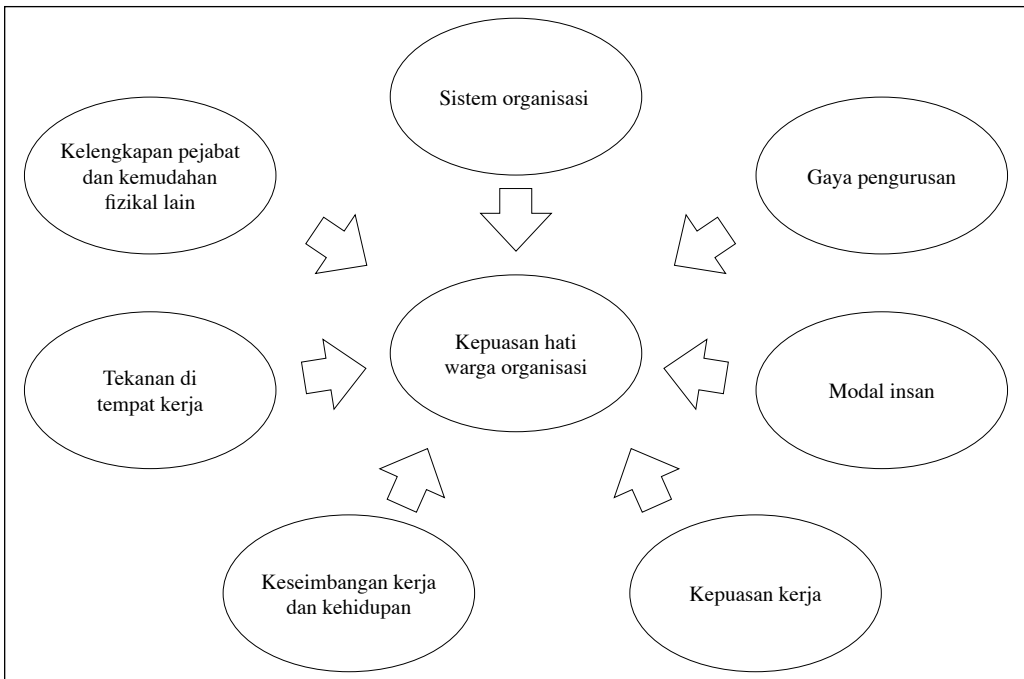 Sistem organisasi
Kelengkapan pejabat
dan kemudahan
fizikal lain
Gaya pengurusan
Kepuasan hati
warga organisasi
Tekanan di
tempat kerja
Modal insan
Keseimbangan kerja
dan kehidupan
Kepuasan kerja